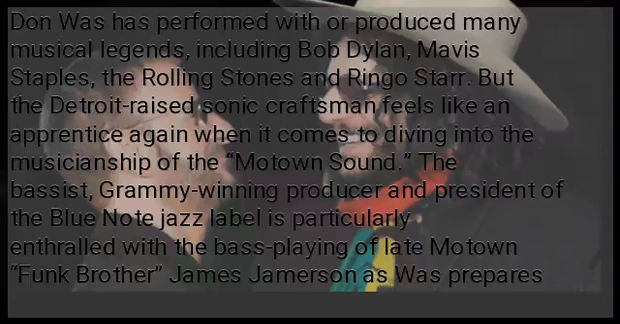 Don Was has performed with or produced many
musical legends, including Bob Dylan, Mavis
Staples, the Rolling Stones and Ringo Starr. But
the Detroit-raised sonic craftsman feels like an
apprentice again when it comes to diving into the
musicianship of the “Motown Sound.” The
bassist, Grammy-winning producer and president of
the Blue Note jazz label is particularly
enthralled with the bass-playing of late Motown
“Funk Brother” James Jamerson as Was prepares